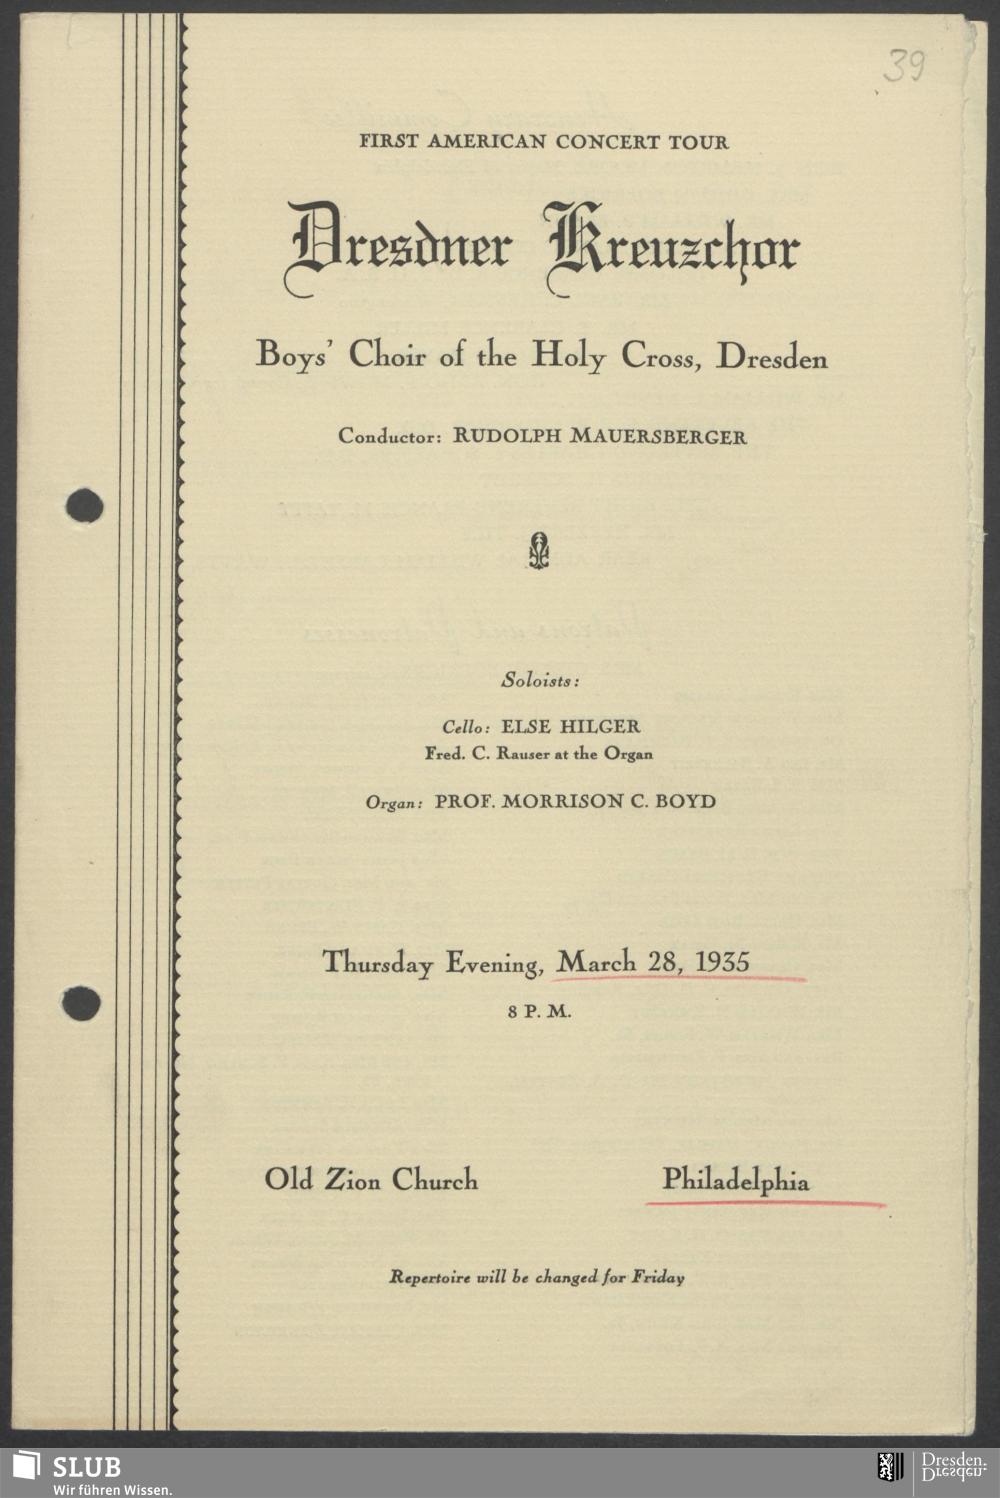 39
FIRST AMERICAN CONCERT TOUR
Dresdner Kreuzchor
Boys' Choir of the Holy Cross, Dresden
Conductor: RUDOLPH MAUERSBERGER
Soloists:
Cello: ELSE HILGER
Fred. C. Rauser at the Organ
Organ: PROF. MORRISON C. BOYD
Thursday Evening, March 28, 1935
8 P. M.
Old Zion Church Philadelphia
Repertoire will be changed for Friday
SLUB
Wir führen Wissen.
Dresden.
Dresden.